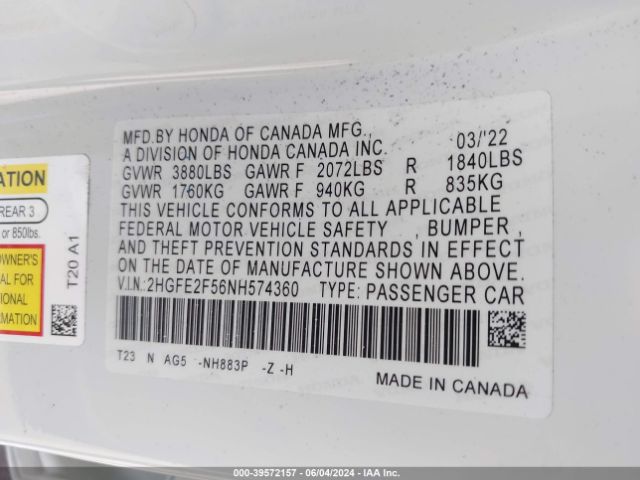 MFD.BY HONDA OF CANADA MFG., 03/'22
A DIVISION OF HONDA CANADA INC.
GVWR 3880LBS GAWR F 2072LBS R 1840LBS
GVWR 1760KG GAWR F 940KG R 835KG
THIS VEHICLE CONFORMS TO ALL APPLICABLE
FEDERAL MOTOR VEHICLE SAFETY , BUMPER ,
AND THEFT PREVENTION STANDARDS IN EFFECT
ON THE DATE OF MANUFACTURE SHOWN ABOVE.
V.I.N.:2HGFE2F56NH574360 TYPE: PASSENGER CAR
T23 N AG5 -NH883P -Z -H
MADE IN CANADA
ATION
REAR 3
or 850lbs.
OWNER'S
AL FOR
IONAL
RMATION
T20 A1
00-39572157 - 06/04/2024 - IAA Inc.